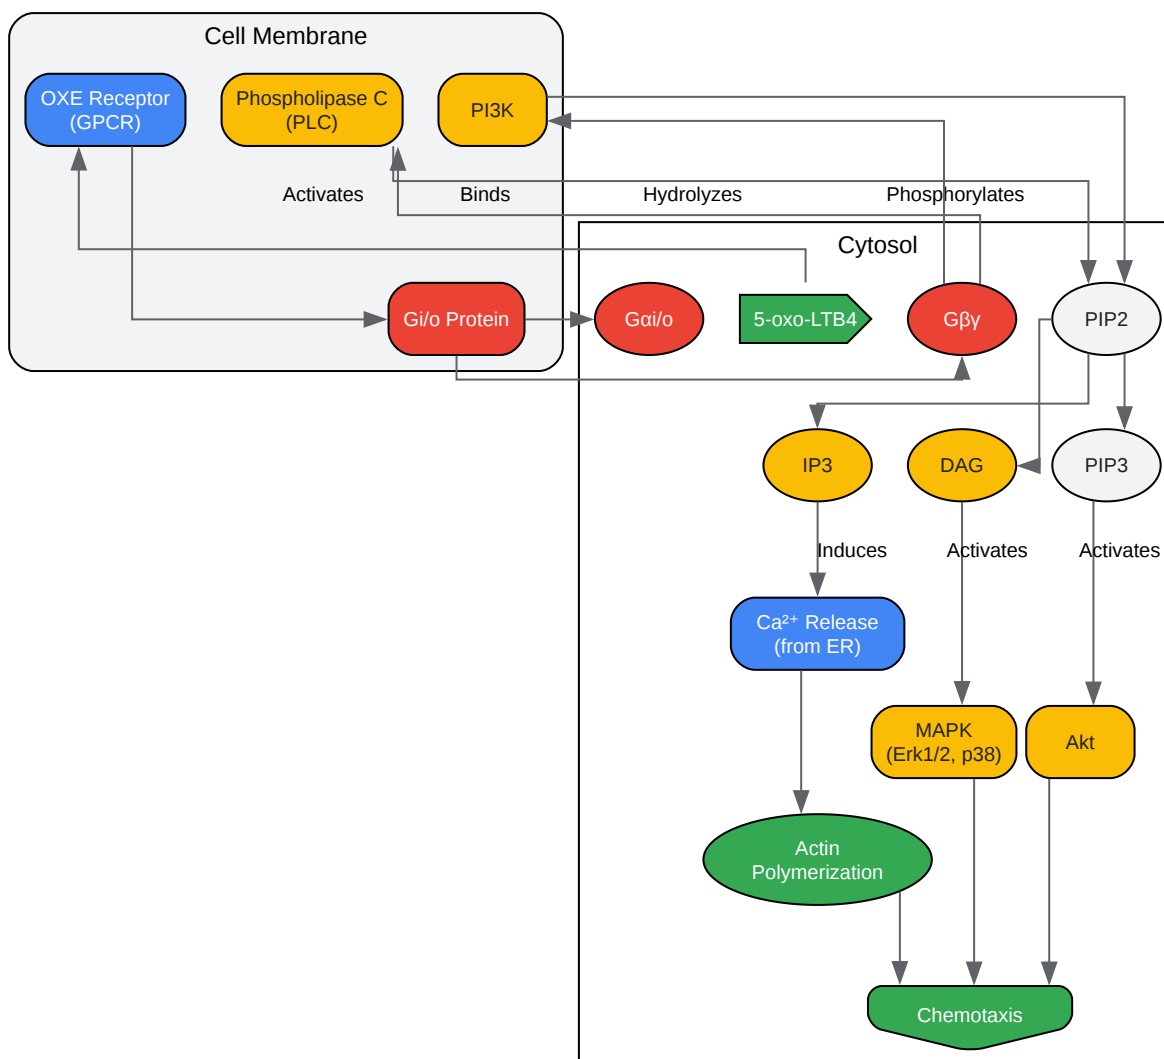 Cell Membrane
OXE Receptor
(GPCR)
Phospholipase C
(PLC)
PI3K
Activates
Binds
Hydrolyzes
Phosphorylates
Cytosol
Gi/o Protein
Gαi/o
5-oxo-LTB4
Gβγ
PIP2
IP3
DAG
PIP3
Induces
Activates
Activates
Ca²⁺ Release
(from ER)
MAPK
(Erk1/2, p38)
Akt
Actin
Polymerization
Chemotaxis